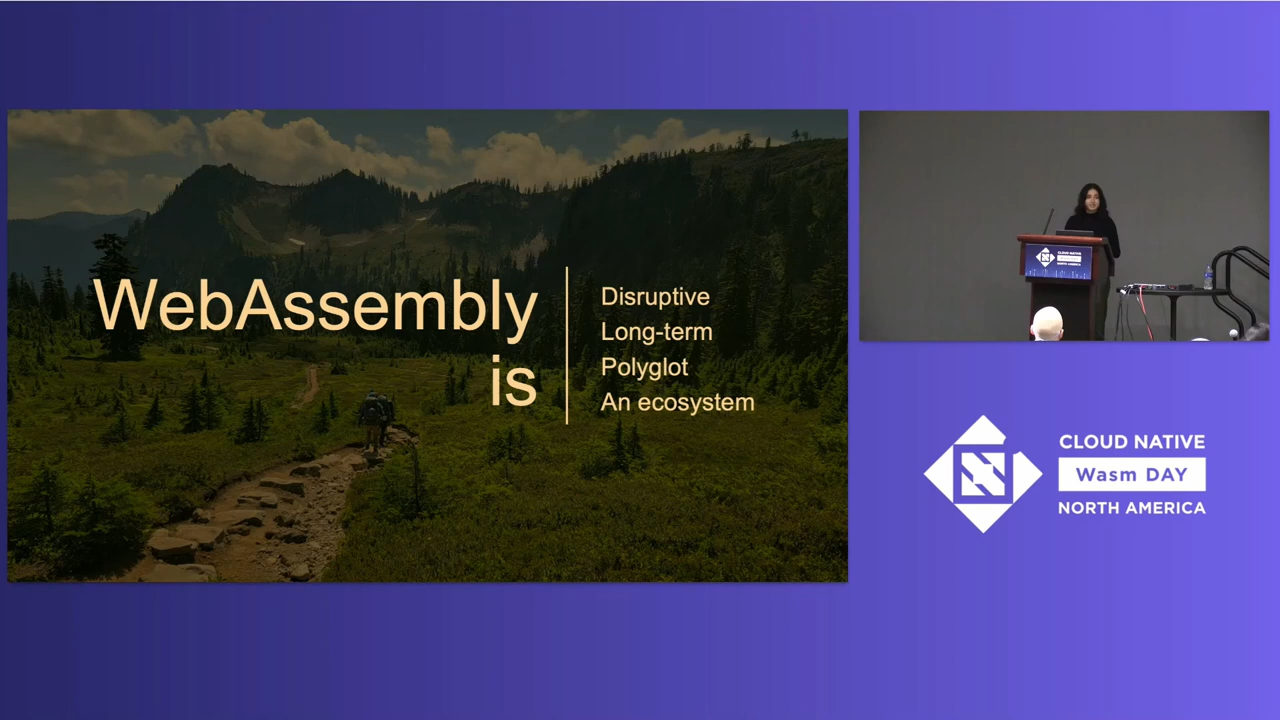 WebAssembly
is
Disruptive
Long-term
Polyglot
An ecosystem
CLOUD NATIVE
Wasm DAY
NORTH AMERICA